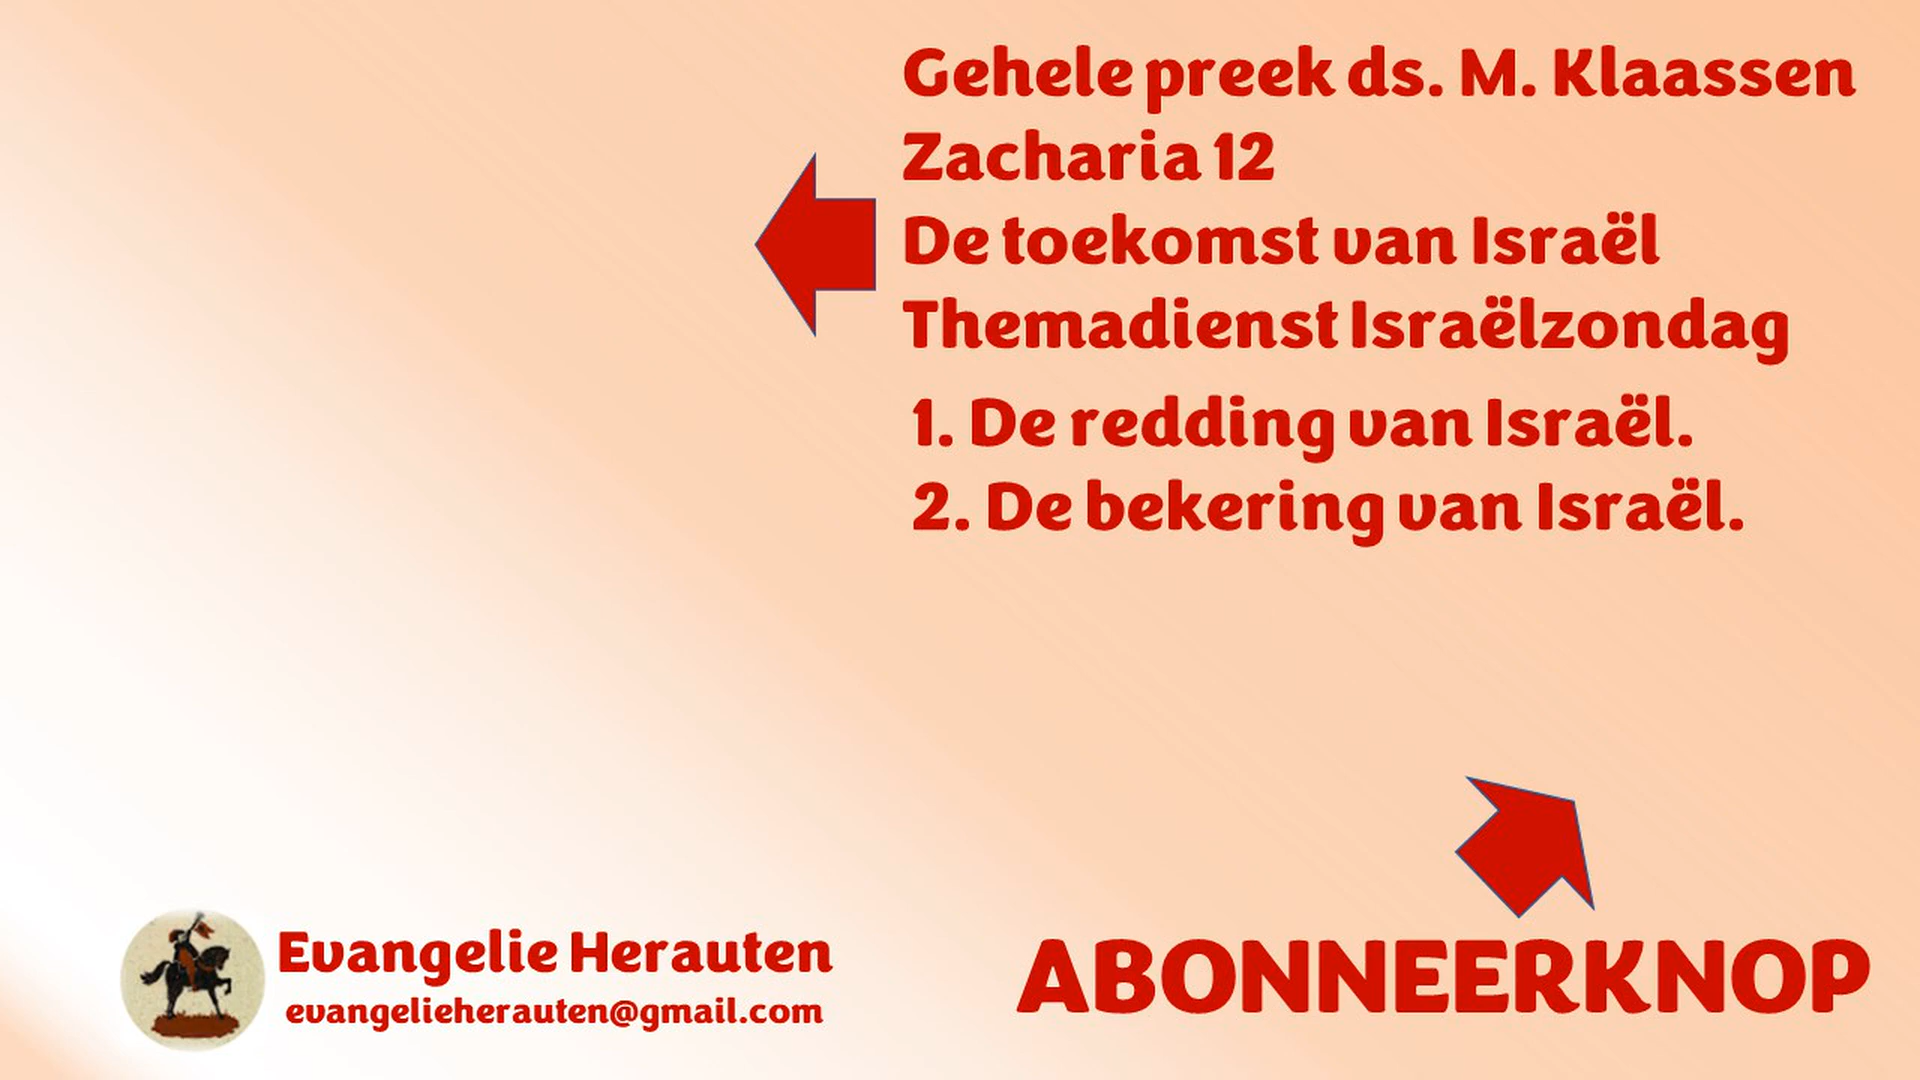 Gehele preek ds. M. Klaassen
Zacharia 12
De toekomst van Israël
Themadienst Israëlzondag
1. De redding van Israël.
2. De bekering van Israël.
Evangelie Herauten
evangelieherauten@gmail.com
ABONNEERKNOP